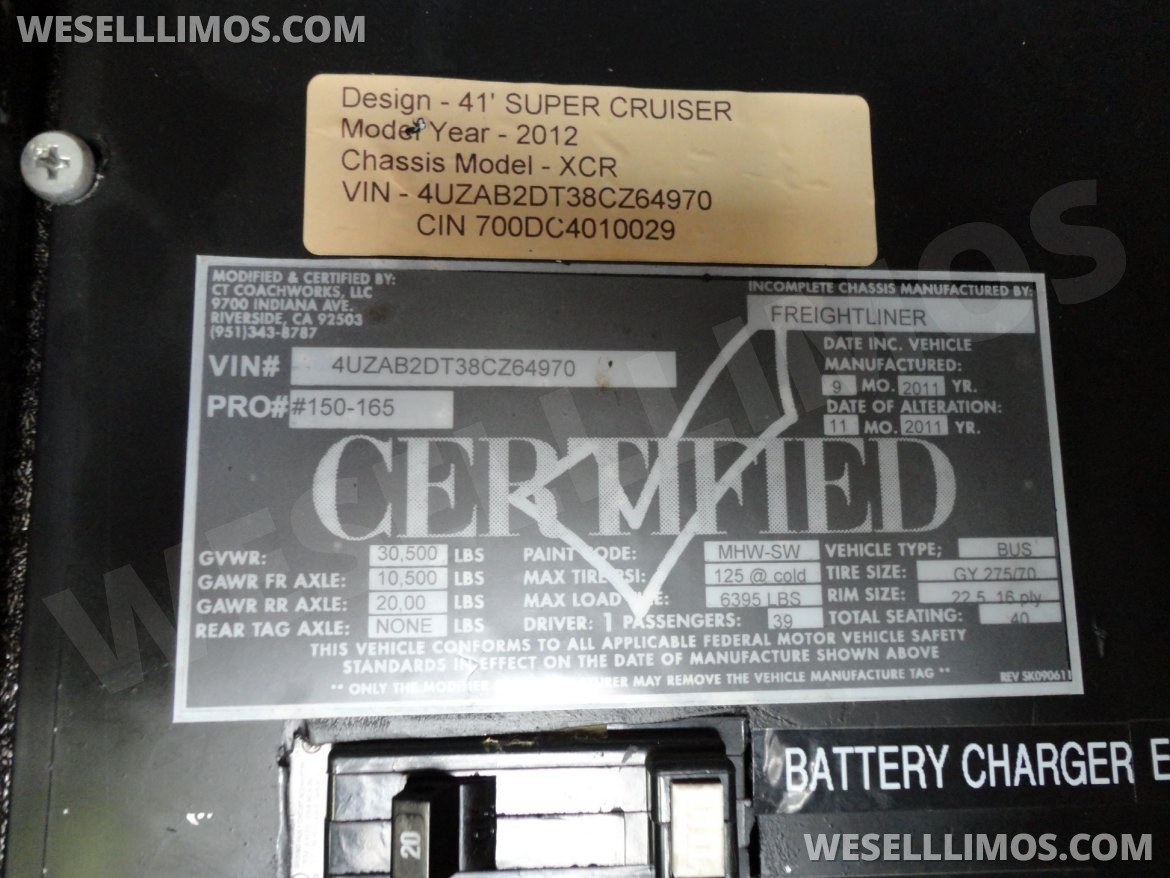 WESELLLIMOS.COM
Design - 41' SUPER CRUISER
Model Year - 2012
Chassis Model - XCR
VIN - 4UZAB2DT38CZ64970
CIN 700DC4010029
MODIFIED & CERTIFIED BY:
CT COACHWORKS, LLC
9700 INDIANA AVE.
RIVERSIDE, CA 92503
(951)343-8787
INCOMPLETE CHASSIS MANUFACTURED BY:
FREIGHTLINER
DATE INC. VEHICLE
MANUFACTURED:
9 MO. 2011 YR.
DATE OF ALTERATION:
11 MO. 2011 YR.
VIN# 4UZAB2DT38CZ64970
PRO# #150-165
CERTIFIED
GVWR: 30,500 LBS PAINT CODE: MHW-SW VEHICLE TYPE; BUS
GAWR FR AXLE: 10,500 LBS MAX TIRE PSI: 125 @ cold TIRE SIZE: GY 275/70
GAWR RR AXLE: 20,00 LBS MAX LOAD 6395 LBS RIM SIZE: 22.5, 16 ply
REAR TAG AXLE: NONE LBS DRIVER: 1 PASSENGERS: 39 TOTAL SEATING: 40
THIS VEHICLE CONFORMS TO ALL APPLICABLE FEDERAL MOTOR VEHICLE SAFETY
STANDARDS IN EFFECT ON THE DATE OF MANUFACTURE SHOWN ABOVE
** ONLY THE MAY REMOVE THE VEHICLE MANUFACTURE TAG **
REV SK090611
WESELLLIMOS
BATTERY CHARGER E
20
WESELLLIMOS.COM